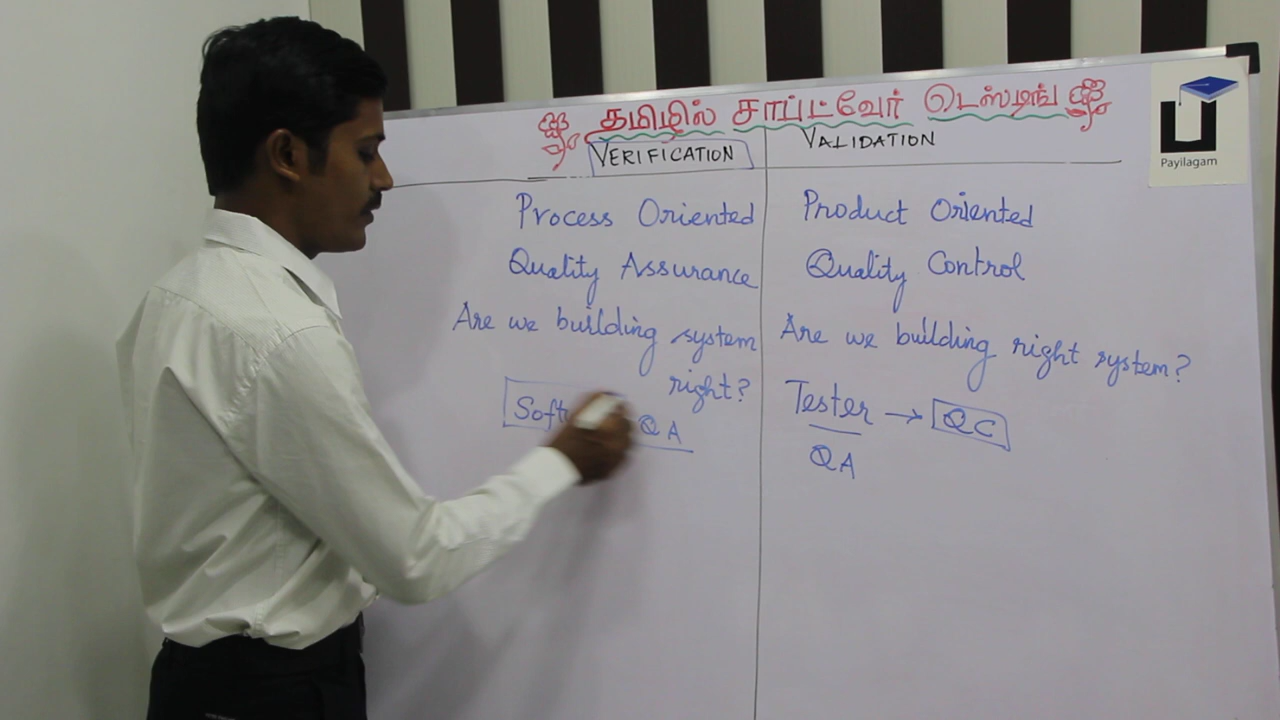 தமிழில் சாப்ட்வேர் டெஸ்டிங்
Payilagam
VERIFICATION
Process Oriented
Quality Assurance
Are we building system
right?
QA
VALIDATION
Product Oriented
Quality Control
Are we building right system?
Tester → QC
QA